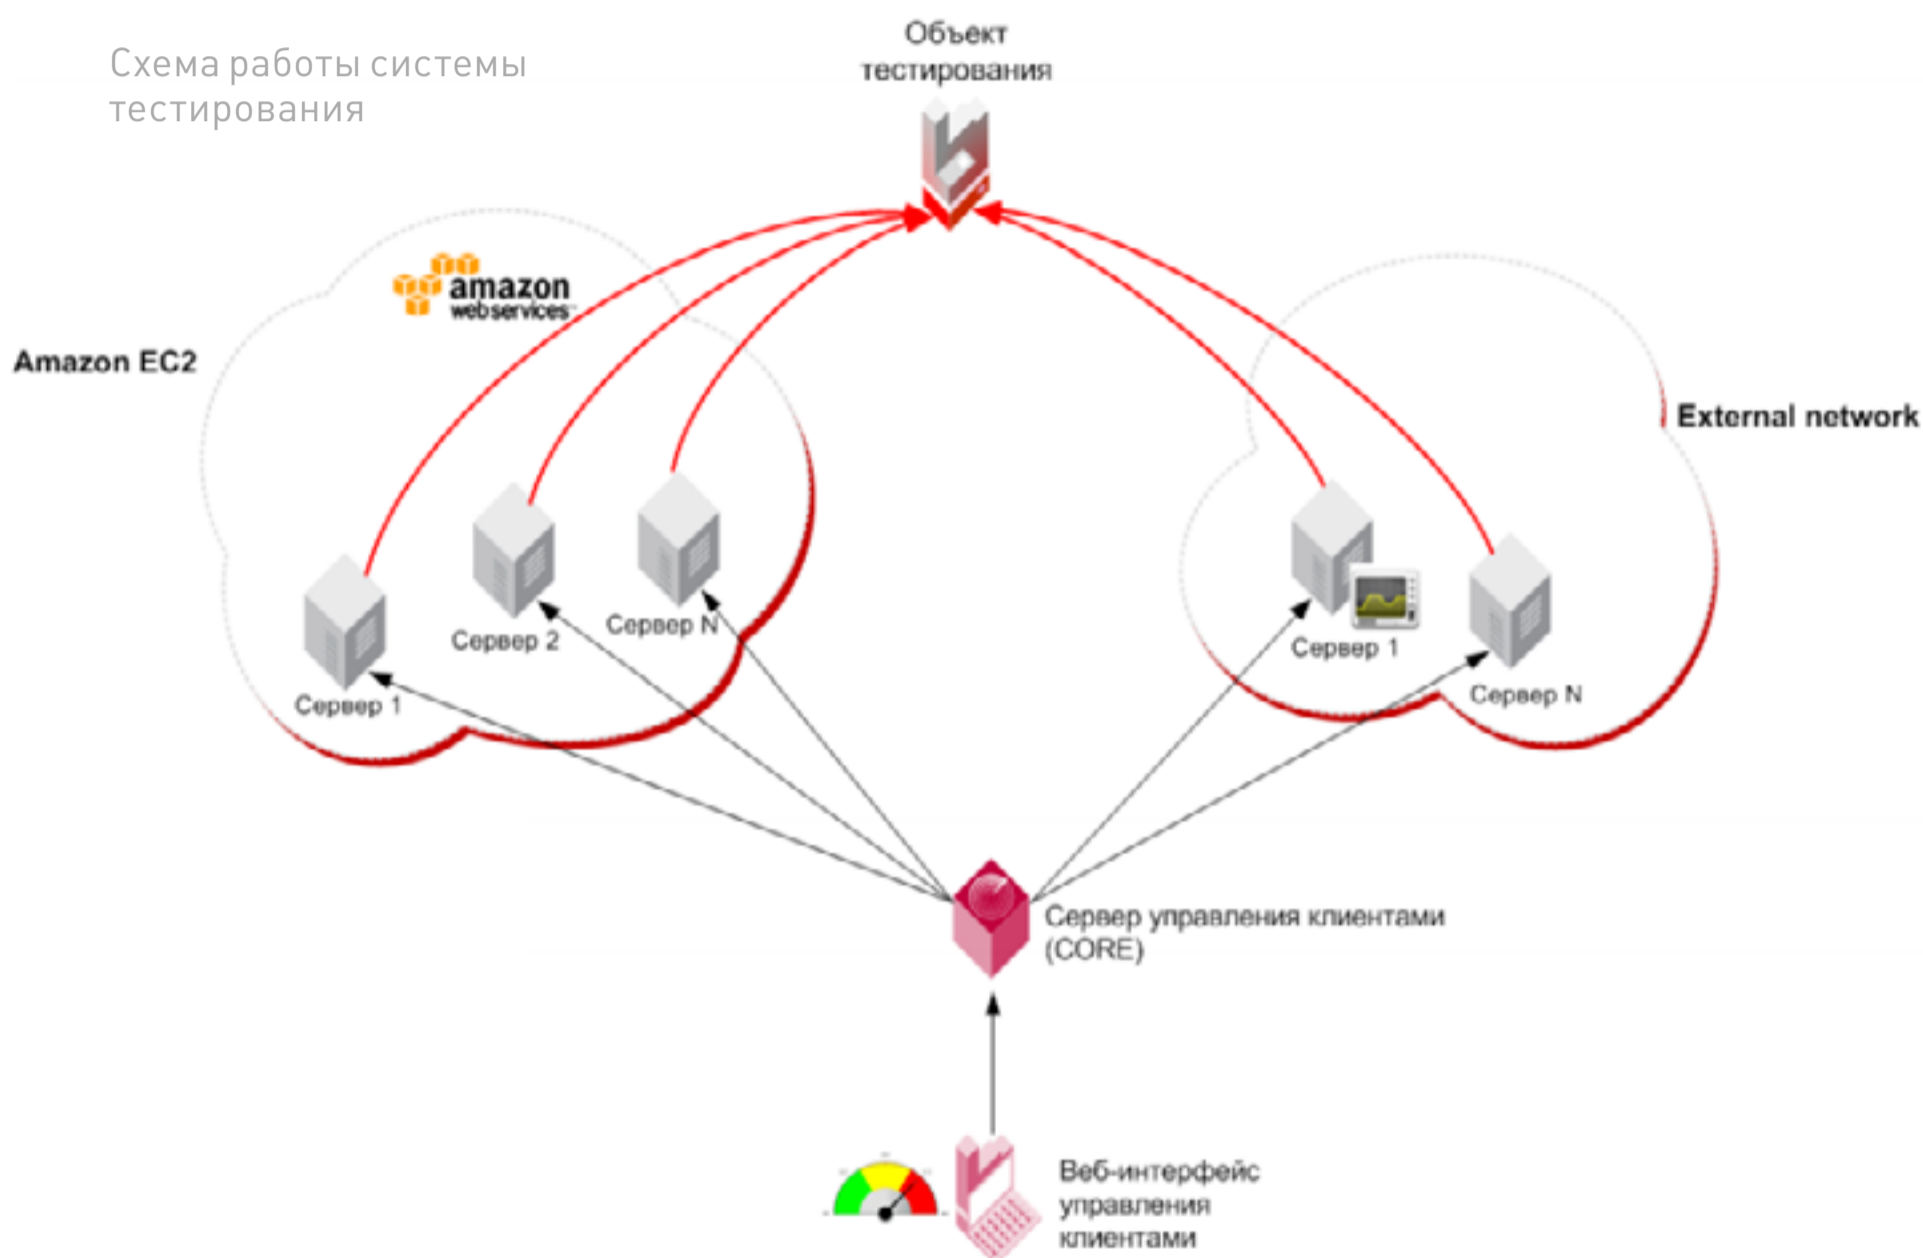 Схема работы системы
тестирования
Объект
тестирования
amazon
webservices
Amazon EC2
External network
Сервер 1
Сервер 2
Сервер N
Сервер 1
Сервер N
Сервер управления клиентами
(CORE)
Веб-интерфейс
управления
клиентами